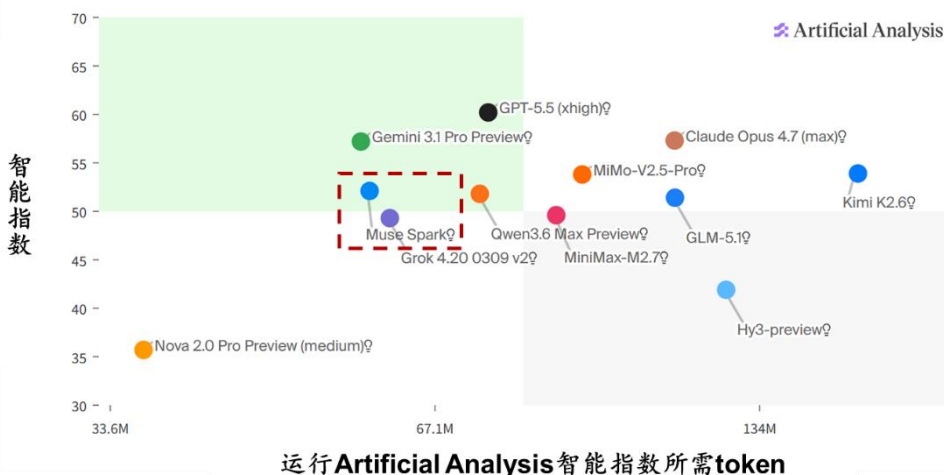 70
Artificial Analysis
65
GPT-5.5 (xhigh)
60
Gemini 3.1 Pro Preview
Claude Opus 4.7 (max)
55
MiMo-V2.5-Pro
智能指数
50
Kimi K2.6
Muse Spark
Qwen3.6 Max Preview
GLM-5.1
Grok 4.20 0309 v2
MiniMax-M2.7
45
40
Hy3-preview
35
Nova 2.0 Pro Preview (medium)
30
33.6M
67.1M
134M
运行Artificial Analysis智能指数所需token